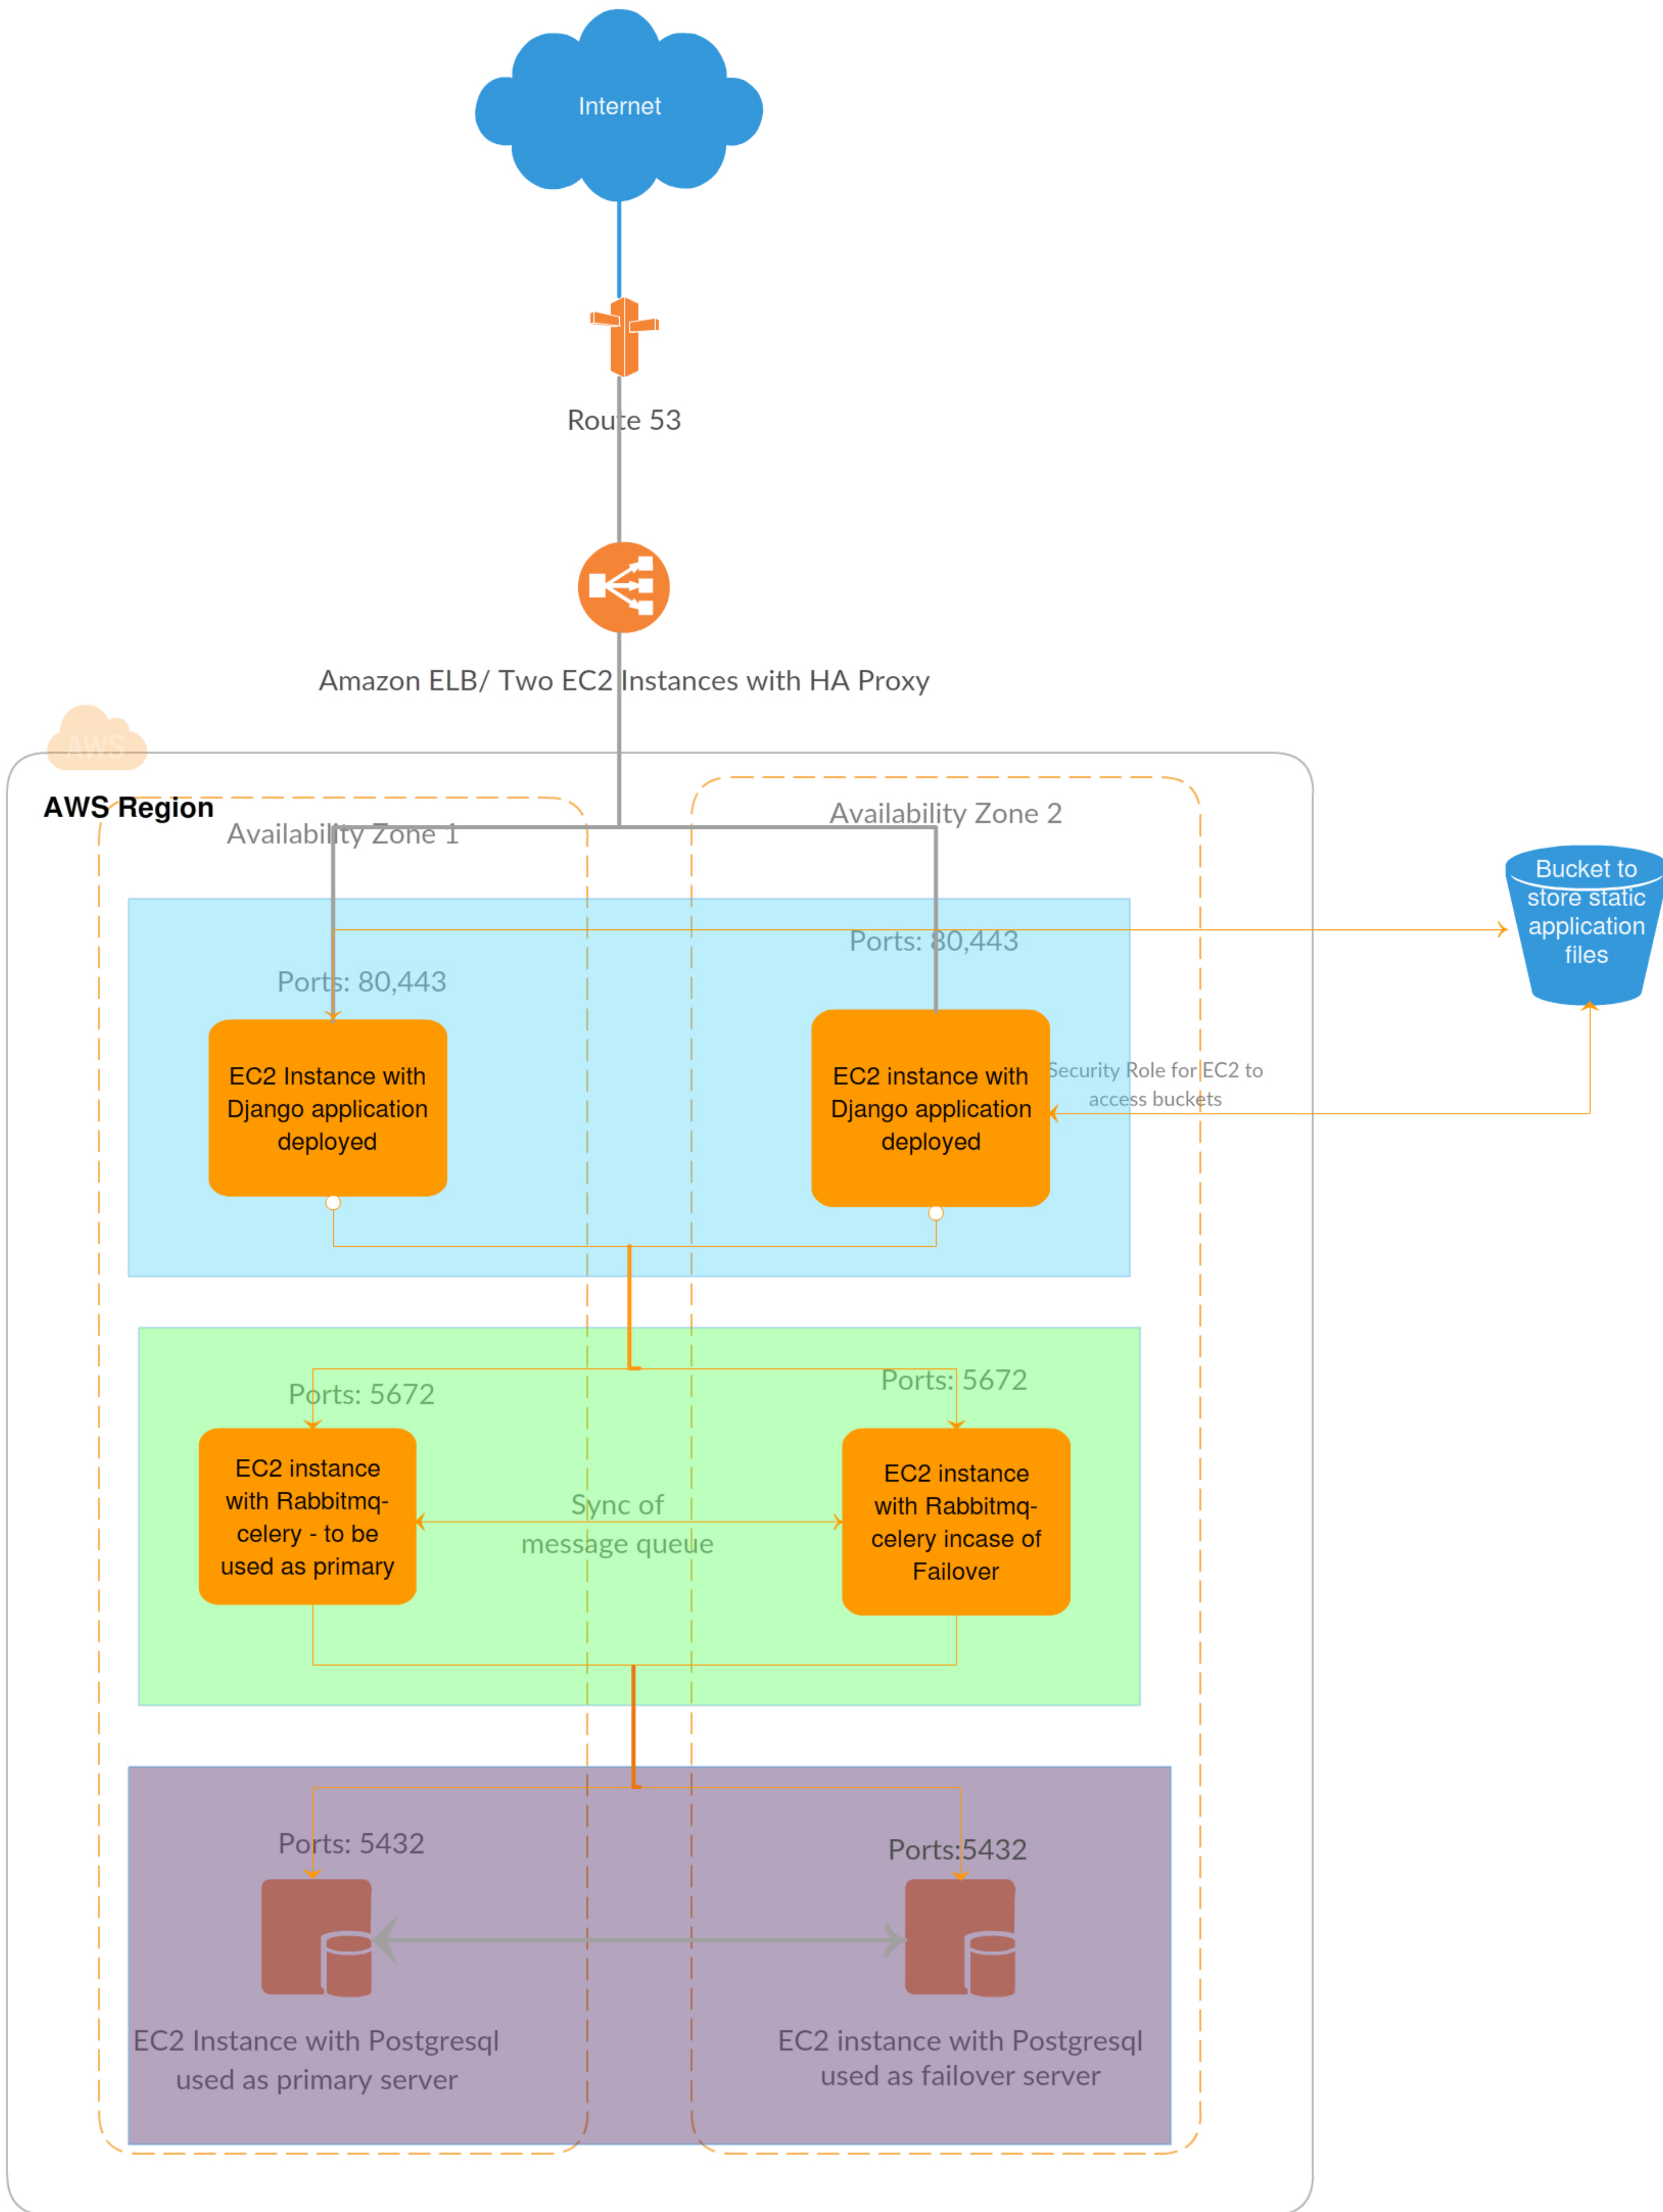 Internet
Route 53
Amazon ELB/ Two EC2 Instances with HA Proxy
AWS
AWS Region
Availability Zone 1
Availability Zone 2
Bucket to
store static
application
files
Ports: 80,443
Ports: 80,443
EC2 Instance with
Django application
deployed
EC2 instance with
Django application
deployed
Security Role for EC2 to
access buckets
Ports: 5672
Ports: 5672
EC2 instance
with Rabbitmq-
celery - to be
used as primary
Sync of
message queue
EC2 instance
with Rabbitmq-
celery incase of
Failover
Ports: 5432
Ports:5432
EC2 Instance with Postgresql
used as primary server
EC2 instance with Postgresql
used as failover server